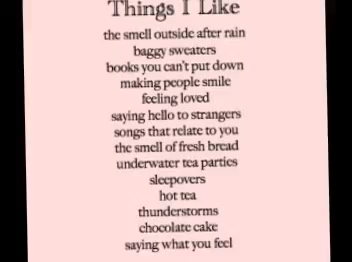 Things I Like
the smell outside after rain
baggy sweaters
books you can't put down
making people smile
feeling loved
saying hello to strangers
songs that relate to you
the smell of fresh bread
underwater tea parties
sleepovers
hot tea
thunderstorms
chocolate cake
saying what you feel